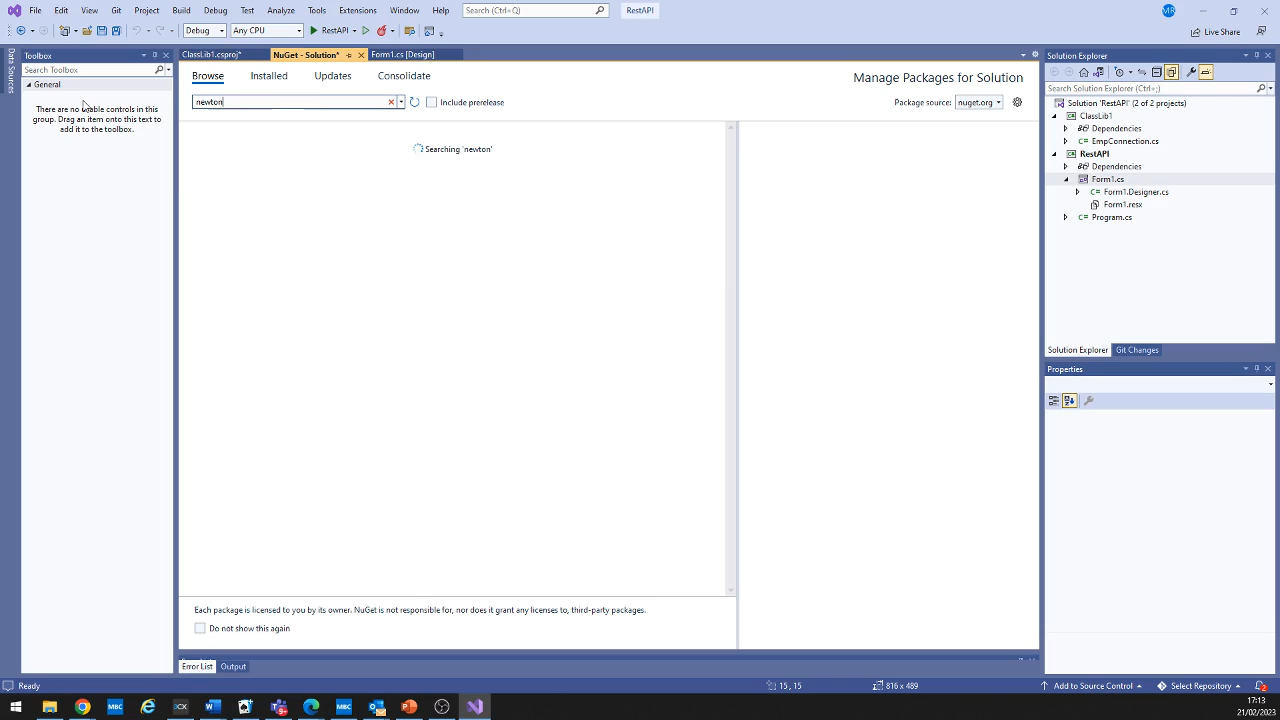 File Edit View Git Project Build Debug Test Analyze Tools Extensions Window Help Search (Ctrl+Q) RestAPI MR
Debug Any CPU RestAPI Live Share
Data Sources
Toolbox
Search Toolbox
General
There are no usable controls in this
group. Drag an item onto this text to
add it to the toolbox.
ClassLib1.csproj* NuGet - Solution* Form1.cs [Design]
Browse Installed Updates Consolidate Manage Packages for Solution
newton Include prerelease Package source: nuget.org
Searching 'newton'
Each package is licensed to you by its owner. NuGet is not responsible for, nor does it grant any licenses to, third-party packages.
Do not show this again
Error List Output
Solution Explorer
Search Solution Explorer (Ctrl+;)
Solution 'RestAPI' (2 of 2 projects)
ClassLib1
Dependencies
EmpConnection.cs
RestAPI
Dependencies
Form1.cs
Form1.Designer.cs
Form1.resx
Program.cs
Solution Explorer Git Changes
Properties
Ready 15, 15 816 x 489 Add to Source Control Select Repository 2
17:13
21/02/2023